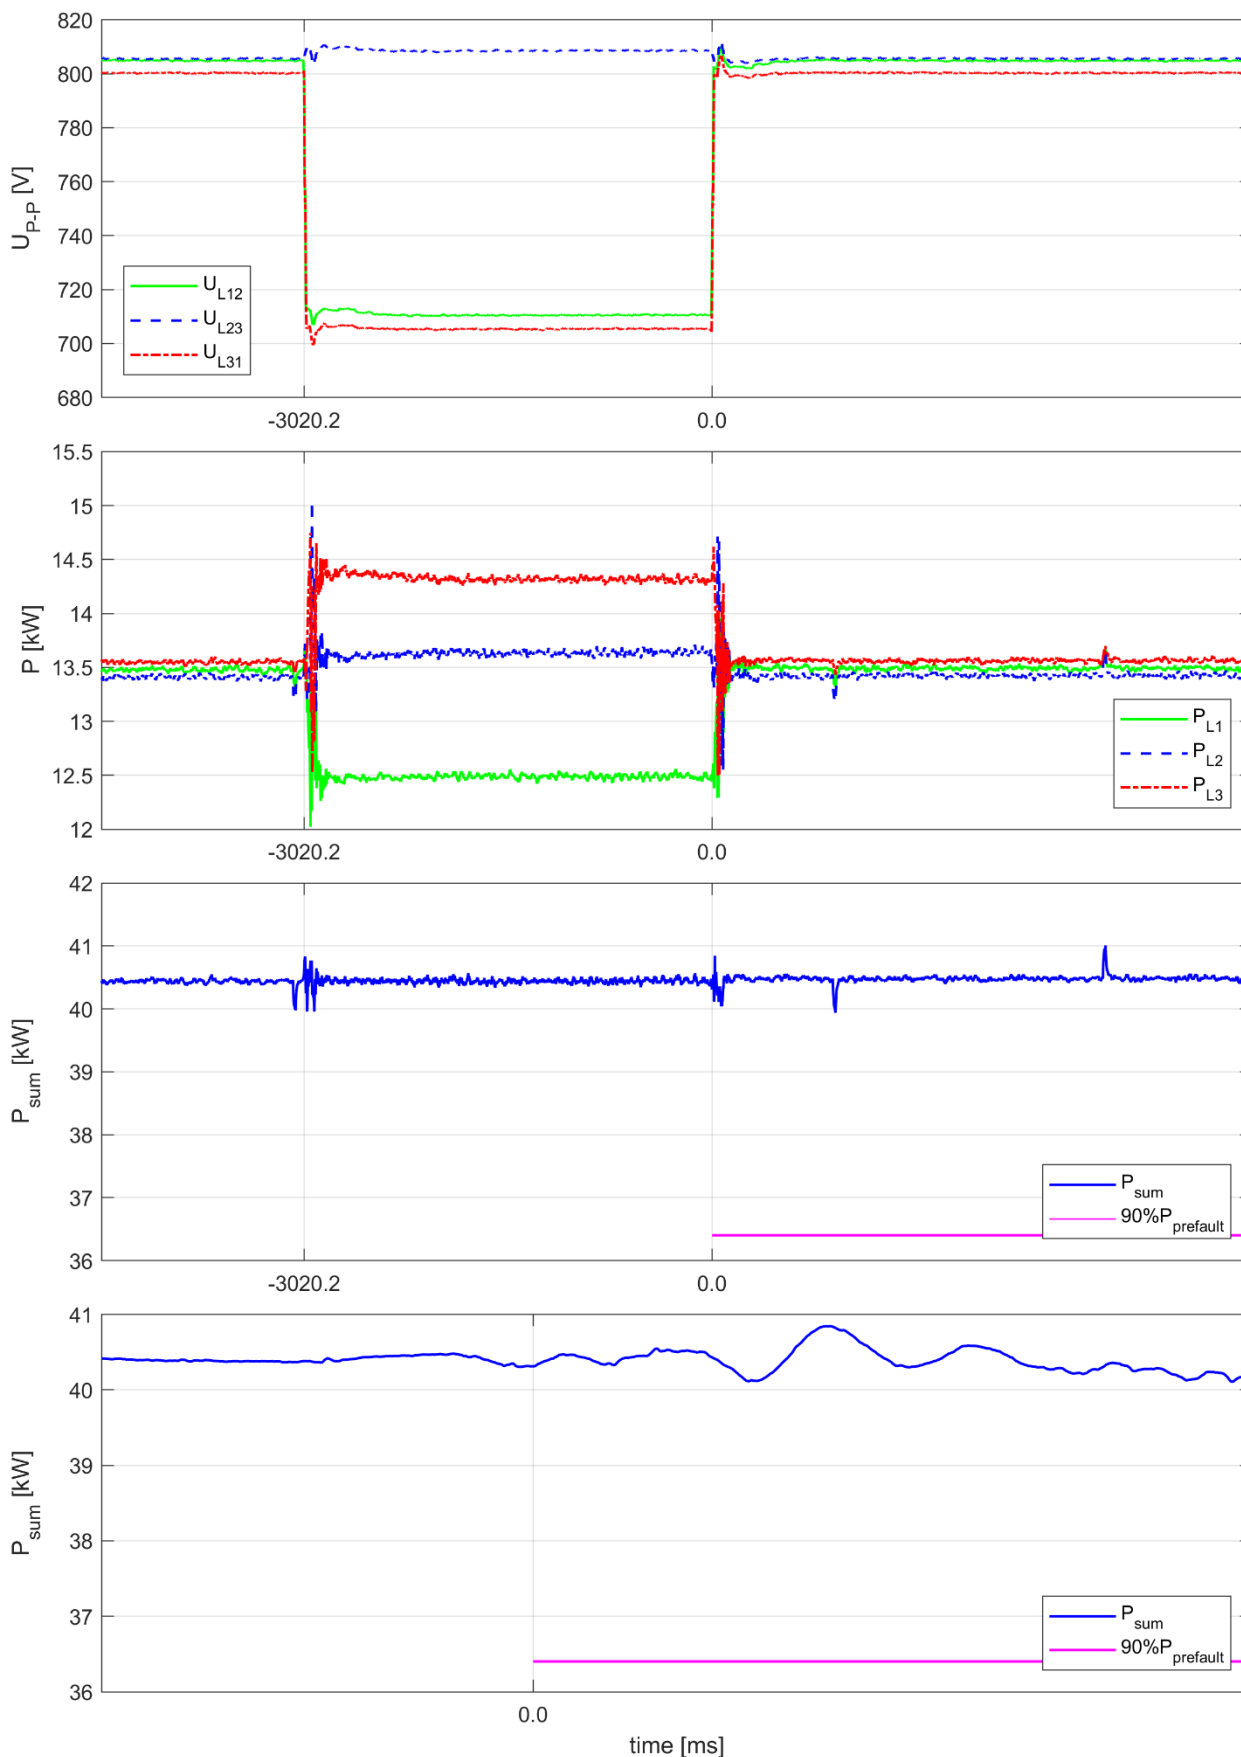 820
800
780
760
740
720
700
680
U_P-P [V]
U_L12
U_L23
U_L31
-3020.2 0.0
15.5
15
14.5
14
13.5
13
12.5
12
P [kW]
P_L1
P_L2
P_L3
-3020.2 0.0
42
41
40
39
38
37
36
P_sum [kW]
P_sum
90%P_prefault
-3020.2 0.0
41
40
39
38
37
36
P_sum [kW]
P_sum
90%P_prefault
0.0
time [ms]